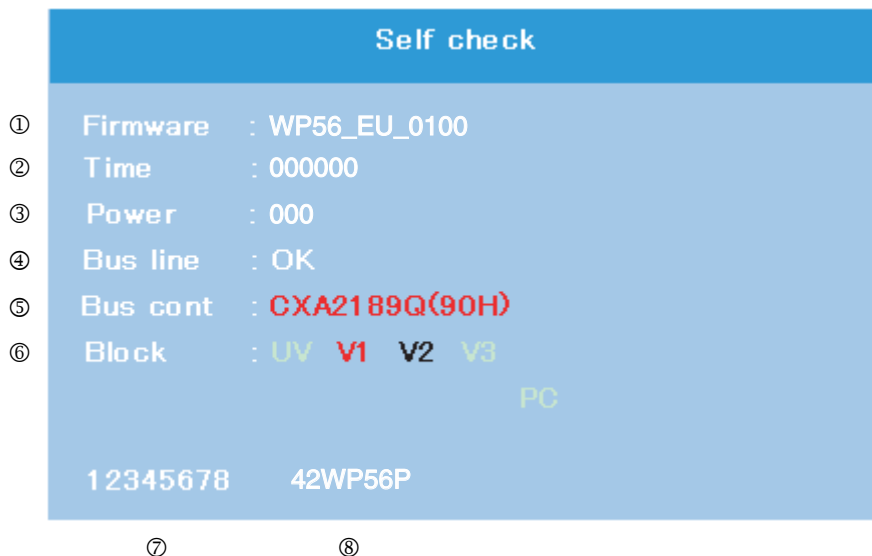 Self check
① Firmware : WP56_EU_0100
② Time : 000000
③ Power : 000
④ Bus line : OK
⑤ Bus cont : CXA2189Q(90H)
⑥ Block : UV V1 V2 V3
PC
12345678 42WP56P
⑦ ⑧